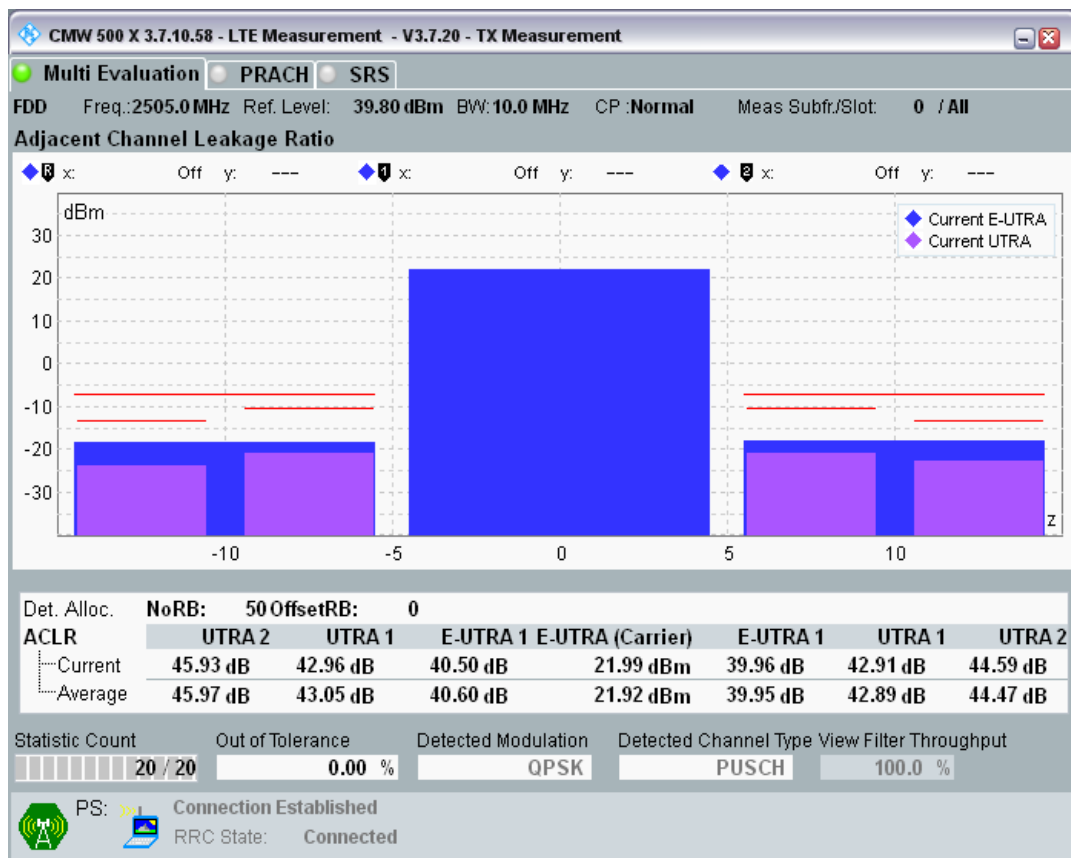 CMW 500 X 3.7.10.58 - LTE Measurement - V3.7.20 - TX Measurement
Multi Evaluation PRACH SRS
FDD Freg.:2505.0 MHz Ref. Level: 39.80 dBm BW: 10.0 MHz CP :Normal Meas Subfr./Slot: 0 / All
Adjacent Channel Leakage Ratio
R x: Off y: --- 1 x: Off y: --- 2 x: Off y: ---
dBm
Current E-UTRA
Current UTRA
30
20
10
0
-10
-20
-30
z
-10 -5 0 5 10
Det. Alloc. NoRB: 50 OffsetRB: 0
ACLR UTRA 2 UTRA 1 E-UTRA 1 E-UTRA (Carrier) E-UTRA 1 UTRA 1 UTRA 2
Current 45.93 dB 42.96 dB 40.50 dB 21.99 dBm 39.96 dB 42.91 dB 44.59 dB
Average 45.97 dB 43.05 dB 40.60 dB 21.92 dBm 39.95 dB 42.89 dB 44.47 dB
Statistic Count Out of Tolerance Detected Modulation Detected Channel Type View Filter Throughput
20 / 20 0.00 % QPSK PUSCH 100.0 %
PS: Connection Established
RRC State: Connected